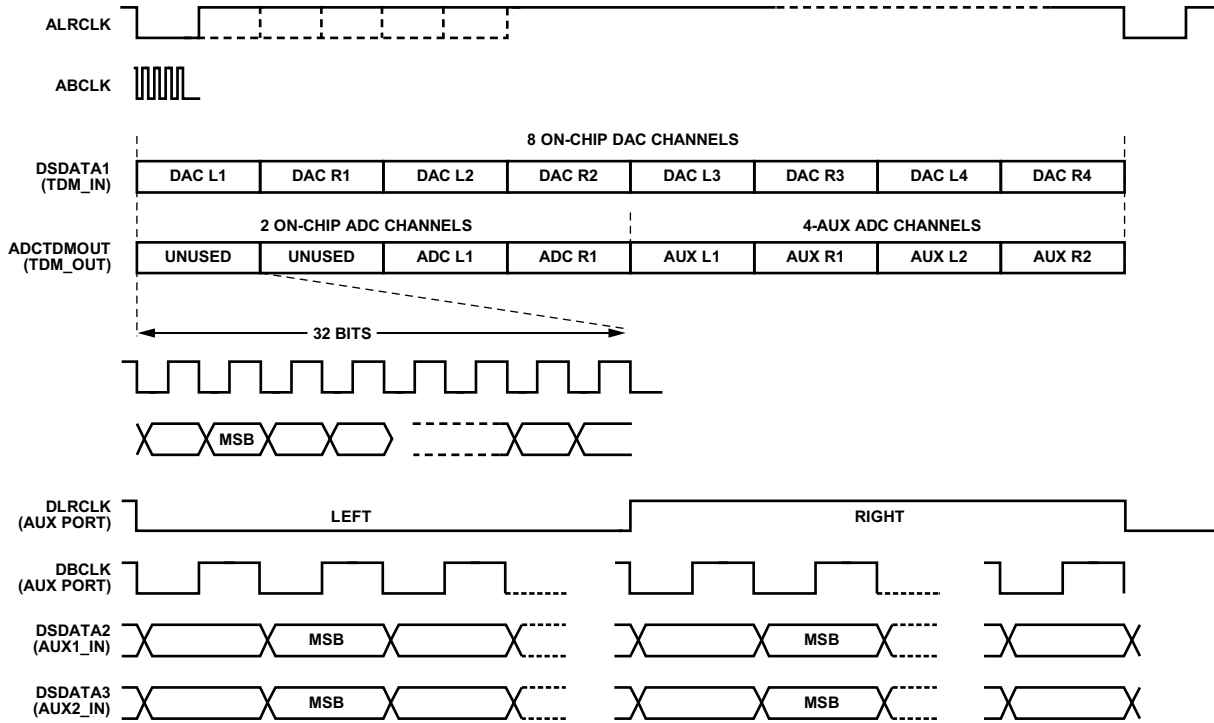 ALRCLK
ABCLK
8 ON-CHIP DAC CHANNELS
DSDATA1
(TDM_IN)
DAC L1 DAC R1 DAC L2 DAC R2 DAC L3 DAC R3 DAC L4 DAC R4
2 ON-CHIP ADC CHANNELS 4-AUX ADC CHANNELS
ADCTDMOUT
(TDM_OUT)
UNUSED UNUSED ADC L1 ADC R1 AUX L1 AUX R1 AUX L2 AUX R2
32 BITS
MSB
DLRCLK
(AUX PORT)
LEFT RIGHT
DBCLK
(AUX PORT)
DSDATA2
(AUX1_IN)
MSB MSB
DSDATA3
(AUX2_IN)
MSB MSB